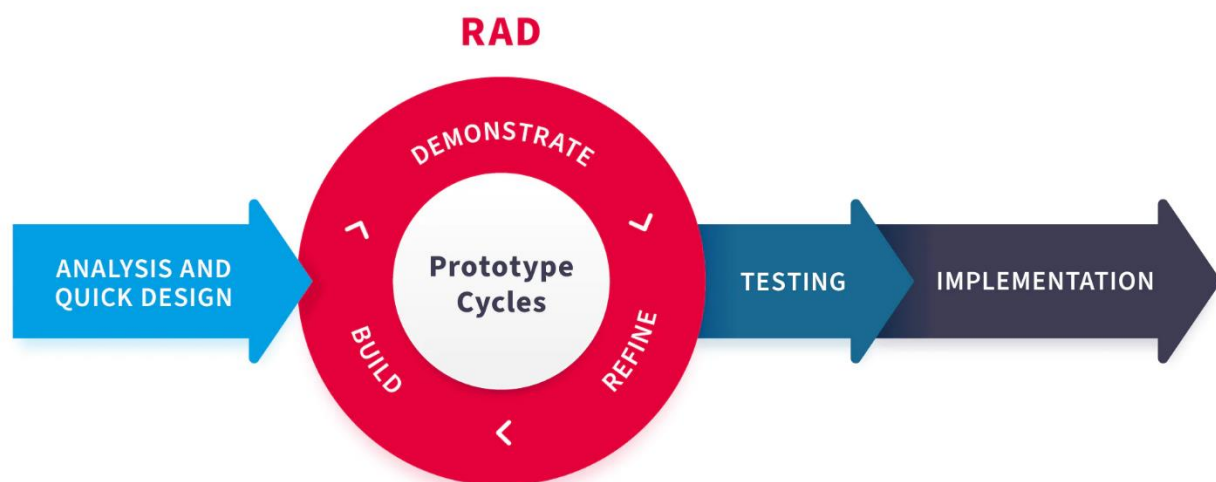 RAD
ANALYSIS AND
QUICK DESIGN
DEMONSTRATE
REFINE
BUILD
Prototype
Cycles
TESTING
IMPLEMENTATION